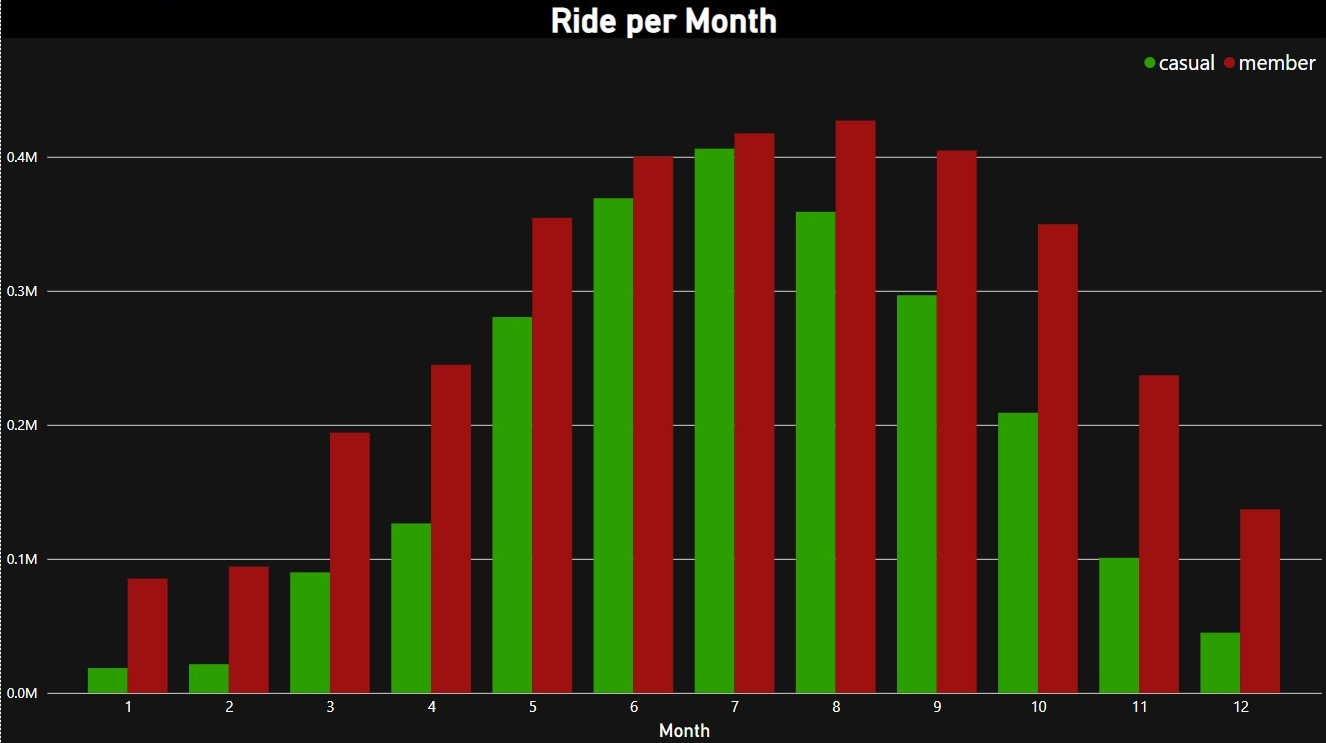 Ride per Month
casual member
0.4M
0.3M
0.2M
0.1M
0.0M
1 2 3 4 5 6 7 8 9 10 11 12
Month